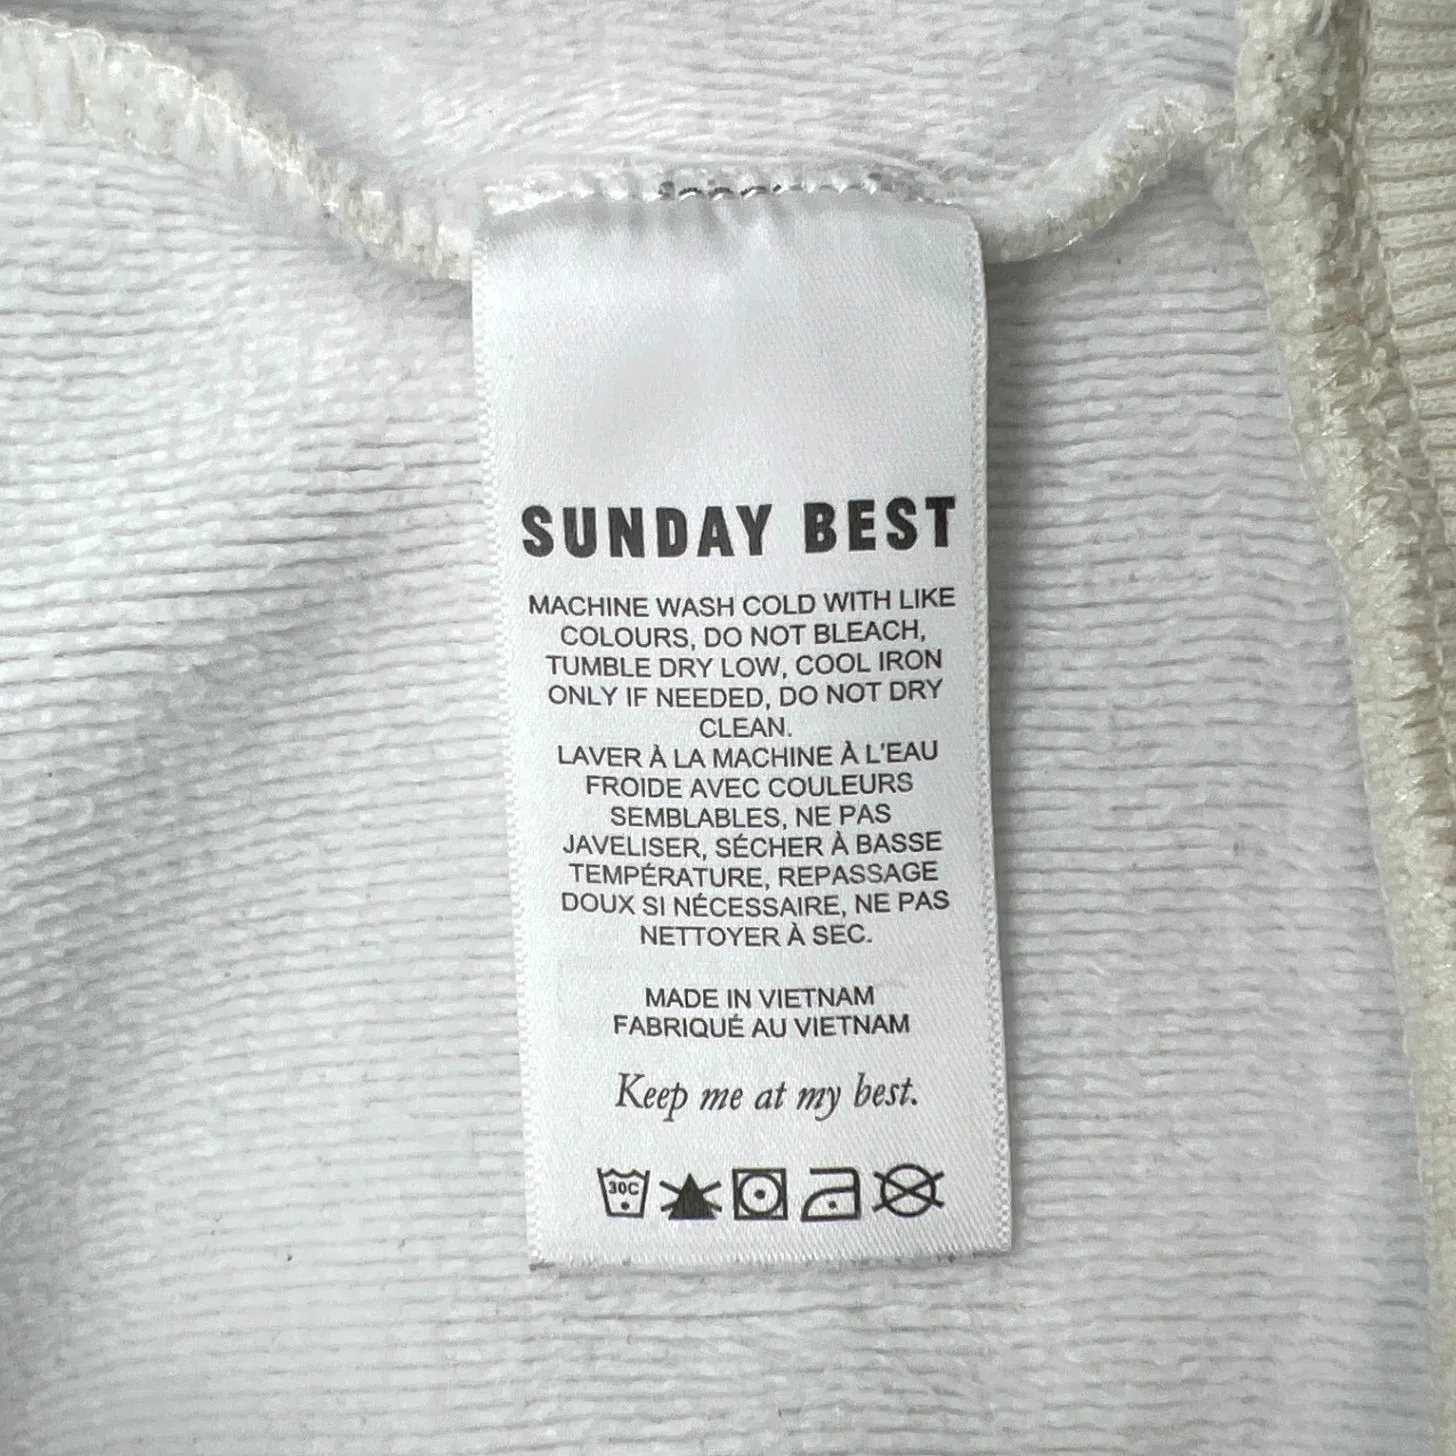 SUNDAY BEST
MACHINE WASH COLD WITH LIKE
COLOURS, DO NOT BLEACH,
TUMBLE DRY LOW, COOL IRON
ONLY IF NEEDED, DO NOT DRY
CLEAN.
LAVER À LA MACHINE À L'EAU
FROIDE AVEC COULEURS
SEMBLABLES, NE PAS
JAVELISER, SÉCHER À BASSE
TEMPÉRATURE, REPASSAGE
DOUX SI NÉCESSAIRE, NE PAS
NETTOYER À SEC.
MADE IN VIETNAM
FABRIQUÉ AU VIETNAM
Keep me at my best.
30C